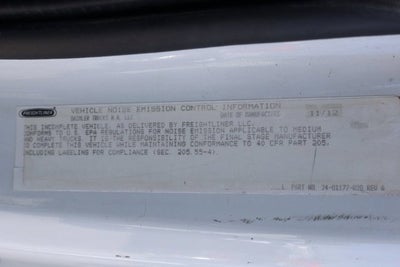 FREIGHTLINER
VEHICLE NOISE EMISSION CONTROL INFORMATION
DAIMLER TRUCKS N.A. LLC DATE OF MANUFACTURE 11/12
THIS INCOMPLETE VEHICLE, AS DELIVERED BY FREIGHTLINER LLC.
CONFORMS TO U.S. EPA REGULATIONS FOR NOISE EMISSION APPLICABLE TO MEDIUM
AND HEAVY TRUCKS. IT IS THE RESPONSIBILITY OF THE FINAL STAGE MANUFACTURER
TO COMPLETE THIS VEHICLE WHILE MAINTAINING CONFORMANCE TO 40 CFR PART 205,
INCLUDING LABELING FOR COMPLIANCE (SEC. 205.55-4).
PART NO. 24-01177-020 REV